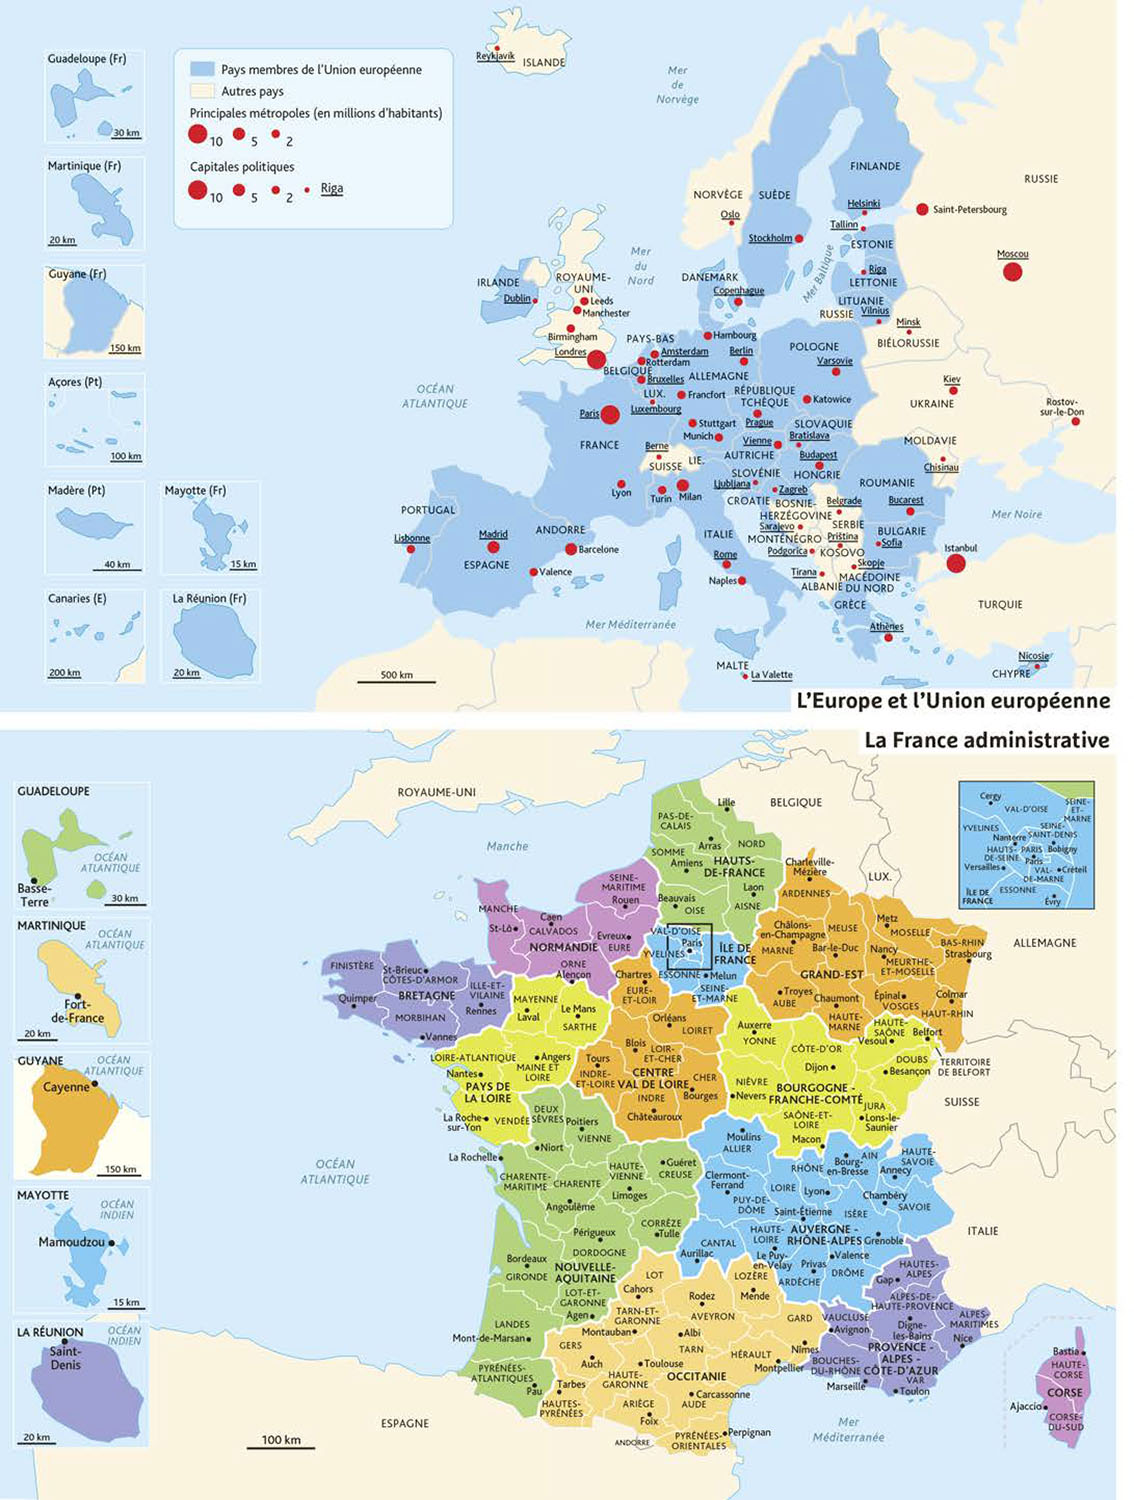 Guadeloupe (Fr)
30 km
Martinique (Fr)
20 km
Guyane (Fr)
150 km
Açores (Pt)
100 km
Madère (Pt)
40 km
Mayotte (Fr)
15 km
Canaries (E)
200 km
La Réunion (Fr)
20 km
Pays membres de l'Union européenne
Autres pays
Principales métropoles (en millions d'habitants)
10 5 2
Capitales politiques
10 5 2 Riga
Reykjavik
ISLANDE
Mer
de
Norvège
FINLANDE
RUSSIE
NORVÈGE
SUÈDE
Oslo
Helsinki
Saint-Petersbourg
Tallinn
Stockholm
ESTONIE
Moscou
Mer
du
Nord
Mer Baltique
Riga
LETTONIE
IRLANDE
ROYAUME-
UNI
DANEMARK
Copenhague
Dublin
Leeds
Manchester
LITUANIE
Vilnius
RUSSIE
Minsk
BIÉLORUSSIE
Birmingham
Londres
PAYS-BAS
Hambourg
Amsterdam
Rotterdam
Berlin
POLOGNE
Varsovie
BELGIQUE
Bruxelles
ALLEMAGNE
OCÉAN
ATLANTIQUE
LUX.
Luxembourg
Francfort
RÉPUBLIQUE
TCHÈQUE
Katowice
Kiev
UKRAINE
Rostov-
sur-le-Don
Paris
Prague
SLOVAQUIE
Stuttgart
Munich
Vienne
Bratislava
FRANCE
Berne
SUISSE
LIE.
AUTRICHE
Budapest
MOLDAVIE
Chisinau
SLOVÉNIE
HONGRIE
ROUMANIE
Ljubljana
Zagreb
Lyon
Turin
Milan
CROATIE
BOSNIE-
HERZÉGOVINE
Belgrade
Bucarest
Mer Noire
PORTUGAL
ANDORRE
Sarajevo
SERBIE
Lisbonne
Madrid
ITALIE
MONTÉNÉGRO
Priština
BULGARIE
Sofia
Barcelone
Podgorica
KOSOVO
Istanbul
ESPAGNE
Valence
Rome
Skopje
Naples
Tirana
ALBANIE
MACÉDOINE
DU NORD
GRÈCE
TURQUIE
Mer Méditerranée
Athènes
Nicosie
CHYPRE
MALTE
La Valette
500 km
L'Europe et l'Union européenne
La France administrative
GUADELOUPE
OCÉAN
ATLANTIQUE
Basse-
Terre
30 km
MARTINIQUE
OCÉAN
ATLANTIQUE
Fort-
de-France
20 km
GUYANE
OCÉAN
ATLANTIQUE
Cayenne
150 km
MAYOTTE
OCÉAN
INDIEN
Mamoudzou
15 km
LA RÉUNION
OCÉAN
INDIEN
Saint-
Denis
20 km
ROYAUME-UNI
BELGIQUE
Manche
LUX.
ALLEMAGNE
SUISSE
ITALIE
OCÉAN
ATLANTIQUE
ESPAGNE
ANDORRE
Mer
Méditerranée
100 km
Cergy
VAL-D'OISE
SEINE-
ET-
MARNE
YVELINES
SEINE-
SAINT-DENIS
Nanterre
HAUTS-
DE-SEINE
PARIS
Paris
Bobigny
Versailles
VAL-
DE-MARNE
Créteil
ESSONNE
ÎLE DE
FRANCE
Évry
Lille
PAS-DE-
CALAIS
Arras
NORD
SOMME
Amiens
HAUTS-
DE-FRANCE
Laon
Beauvais
OISE
AISNE
Charleville-
Mézière
ARDENNES
SEINE-
MARITIME
Rouen
MANCHE
St-Lô
Caen
CALVADOS
Evreux
EURE
NORMANDIE
ORNE
Alençon
VAL-D'OISE
Paris
YVELINES
ÎLE DE
FRANCE
ESSONNE
Melun
SEINE-
ET-MARNE
Châlons-
en-Champagne
MARNE
MEUSE
Bar-le-Duc
Metz
MOSELLE
Nancy
MEURTHE-
ET-MOSELLE
BAS-RHIN
Strasbourg
GRAND-EST
Troyes
AUBE
Chaumont
HAUTE-
MARNE
Épinal
VOSGES
Colmar
HAUT-RHIN
FINISTÈRE
St-Brieuc
CÔTES-D'ARMOR
Quimper
BRETAGNE
ILLE-ET-
VILAINE
Rennes
MORBIHAN
Vannes
MAYENNE
Laval
Le Mans
SARTHE
LOIRE-ATLANTIQUE
Nantes
Angers
MAINE ET
LOIRE
PAYS DE
LA LOIRE
La Roche-
sur-Yon
VENDÉE
Chartres
EURE-
ET-LOIR
Orléans
LOIRET
Blois
LOIR-
ET-CHER
Tours
INDRE-
ET-LOIRE
CENTRE
VAL DE LOIRE
CHER
Bourges
INDRE
Châteauroux
Auxerre
YONNE
CÔTE-D'OR
Dijon
HAUTE-
SAÔNE
Vesoul
Belfort
TERRITOIRE
DE BELFORT
DOUBS
Besançon
NIÈVRE
Nevers
BOURGOGNE -
FRANCHE-COMTÉ
SAÔNE-ET-
LOIRE
Macon
JURA
Lons-le-
Saunier
DEUX
SÈVRES
Poitiers
VIENNE
Niort
La Rochelle
CHARENTE-
MARITIME
CHARENTE
Angoulême
HAUTE-
VIENNE
Limoges
Guéret
CREUSE
CORRÈZE
Tulle
Périgueux
DORDOGNE
Bordeaux
GIRONDE
NOUVELLE-
AQUITAINE
LOT-ET-
GARONNE
Agen
LANDES
Mont-de-Marsan
PYRÉNÉES-
ATLANTIQUES
Pau
Moulins
ALLIER
Clermont-
Ferrand
PUY-DE-
DÔME
LOIRE
RHÔNE
Lyon
Bourg-
en-Bresse
AIN
HAUTE-
SAVOIE
Annecy
Chambéry
SAVOIE
Saint-Étienne
ISÈRE
HAUTE-
LOIRE
AUVERGNE -
RHÔNE-ALPES
Grenoble
CANTAL
Aurillac
Le Puy-
en-Velay
Valence
Privas
DRÔME
ARDÈCHE
LOT
Cahors
LOZÈRE
Mende
Rodez
AVEYRON
TARN-ET-
GARONNE
Montauban
Albi
TARN
GARD
Nîmes
GERS
Auch
Toulouse
HAUTE-
GARONNE
HÉRAULT
Montpellier
OCCITANIE
Tarbes
HAUTES-
PYRÉNÉES
Carcassonne
AUDE
ARIÈGE
Foix
Perpignan
PYRÉNÉES-
ORIENTALES
HAUTES-
ALPES
Gap
ALPES-DE-
HAUTE-PROVENCE
Digne-
les-Bains
ALPES-
MARITIMES
Nice
VAUCLUSE
Avignon
PROVENCE -
ALPES -
CÔTE-D'AZUR
BOUCHES-
DU-RHÔNE
Marseille
VAR
Toulon
Bastia
HAUTE-
CORSE
CORSE
Ajaccio
CORSE-
DU-SUD